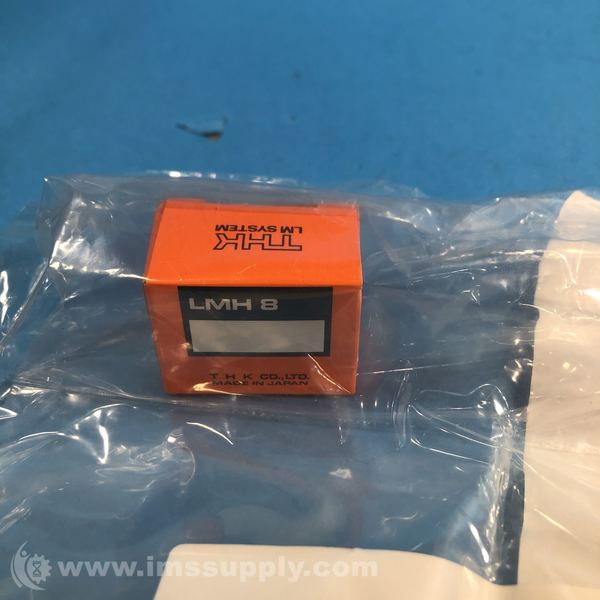 THK
LM SYSTEM
LMH 8
T H K CO.,LTD.
MADE IN JAPAN
www.imssupply.com